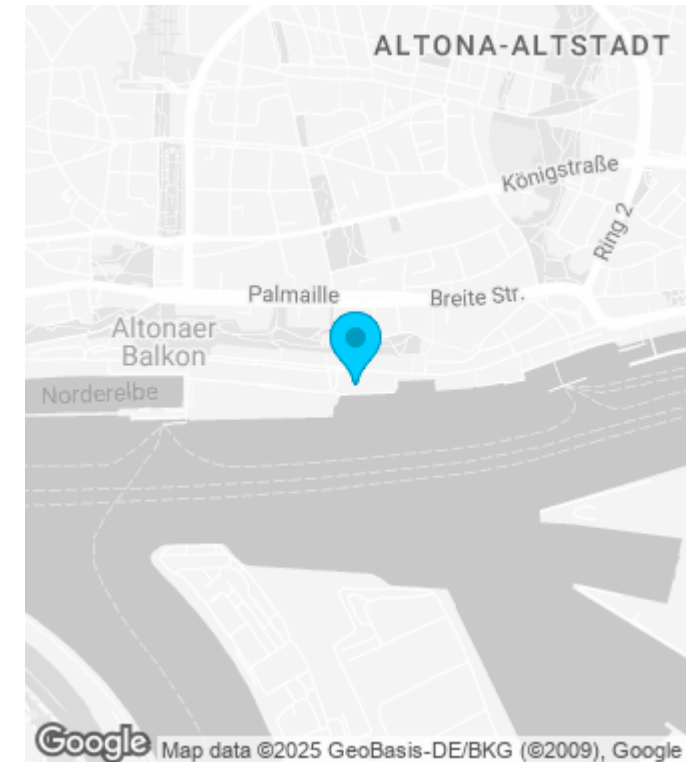 ALTONA-ALTSTADT
Königstraße
Ring 2
Palmaille
Breite Str.
Altonaer
Balkon
Norderelbe
Google Map data ©2025 GeoBasis-DE/BKG (©2009), Google